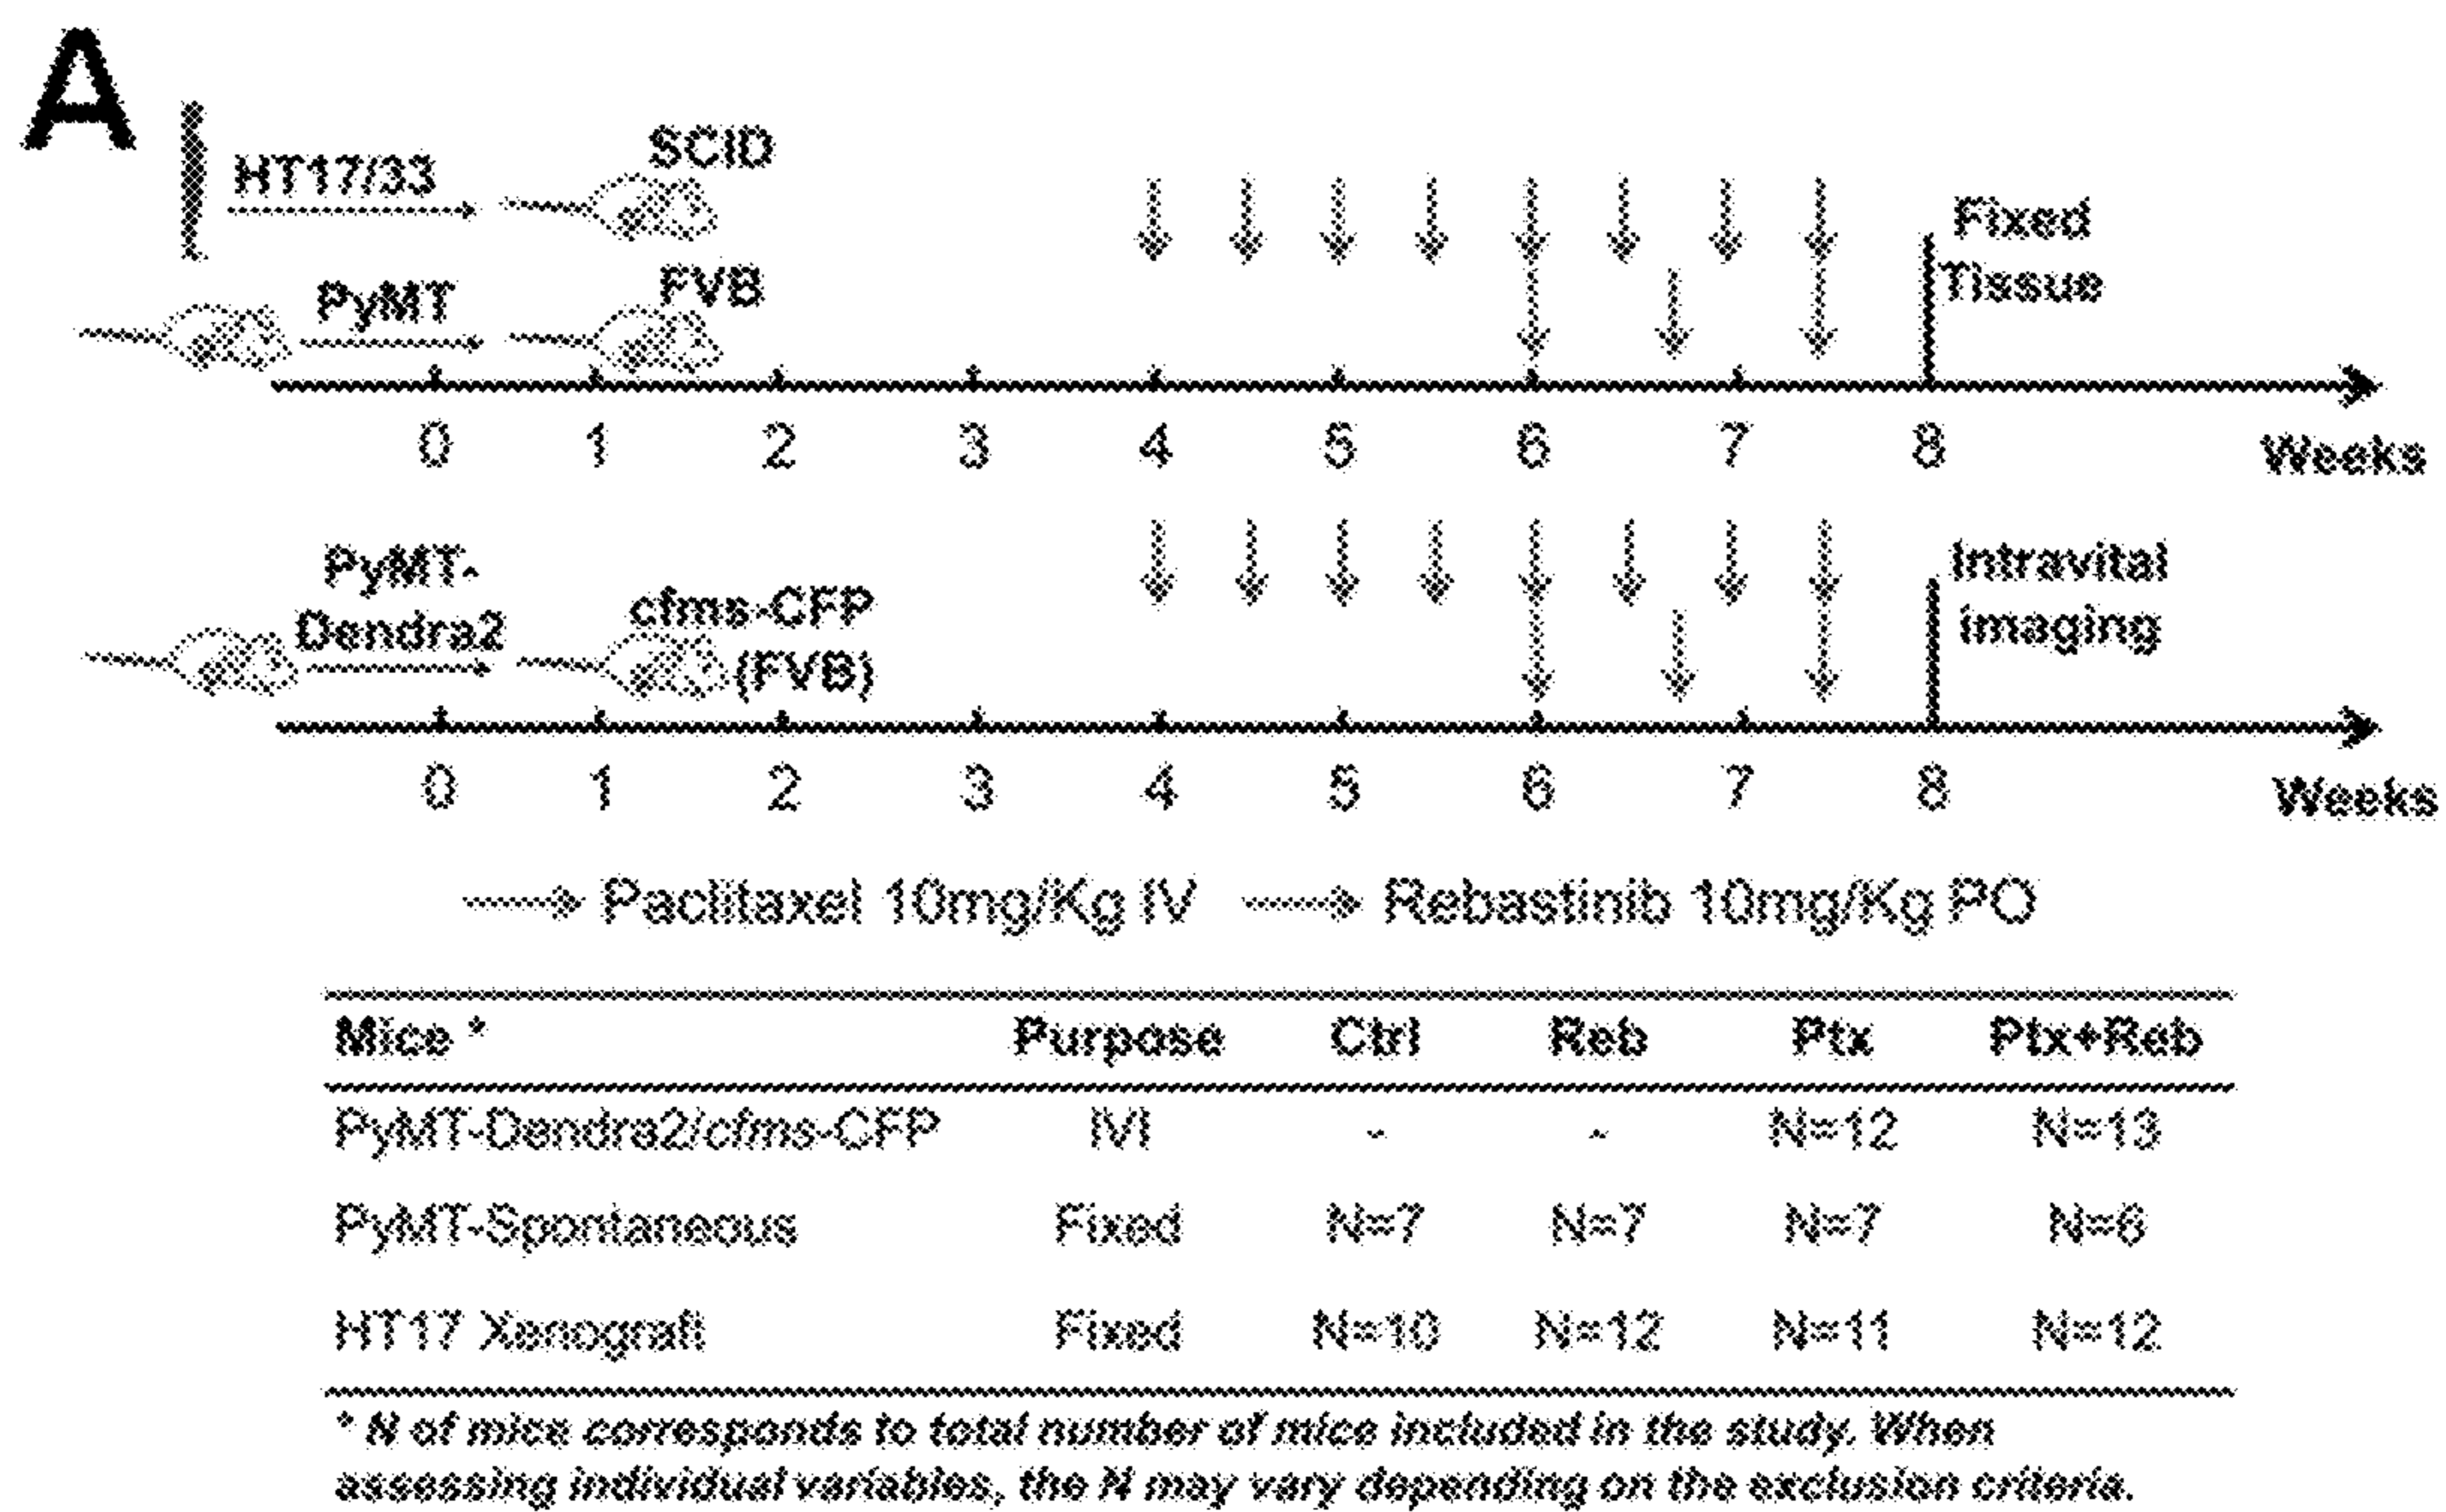 A
HT17/33
SCID
PyMT
FVB
Fixed
Tissue
0 1 2 3 4 5 6 7 8 Weeks
PyMT-
Dendra2
cfms-CFP
(FVB)
Intravital
imaging
0 1 2 3 4 5 6 7 8 Weeks
Paclitaxel 10mg/Kg IV Rebastinib 10mg/Kg PO
Mice * Purpose Ctrl Reb Ptx Ptx+Reb
PyMT-Dendra2/cfms-CFP IVI - - N=12 N=13
PyMT-Spontaneous Fixed N=7 N=7 N=7 N=6
HT17 Xenograft Fixed N=10 N=12 N=11 N=12
* N of mice corresponds to total number of mice included in the study. When
assessing individual variables, the N may vary depending on the exclusion criteria.